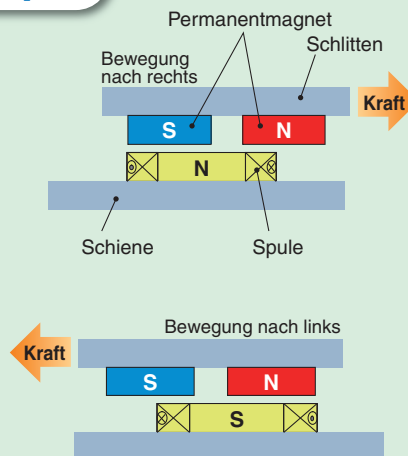 Permanentmagnet
Schlitten
Bewegung
nach rechts
Kraft
S
N
N
Schiene
Spule
Bewegung nach links
Kraft
S
N
S